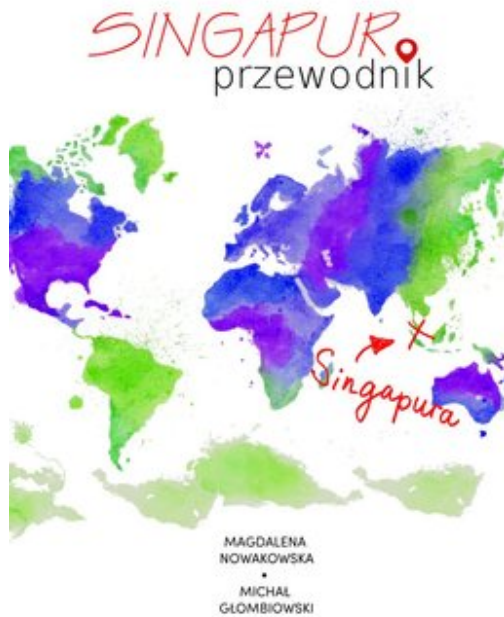 SINGAPUR
przewodnik
Singapura
MAGDALENA
NOWAKOWSKA
•
MICHAŁ
GŁOMBIOWSKI